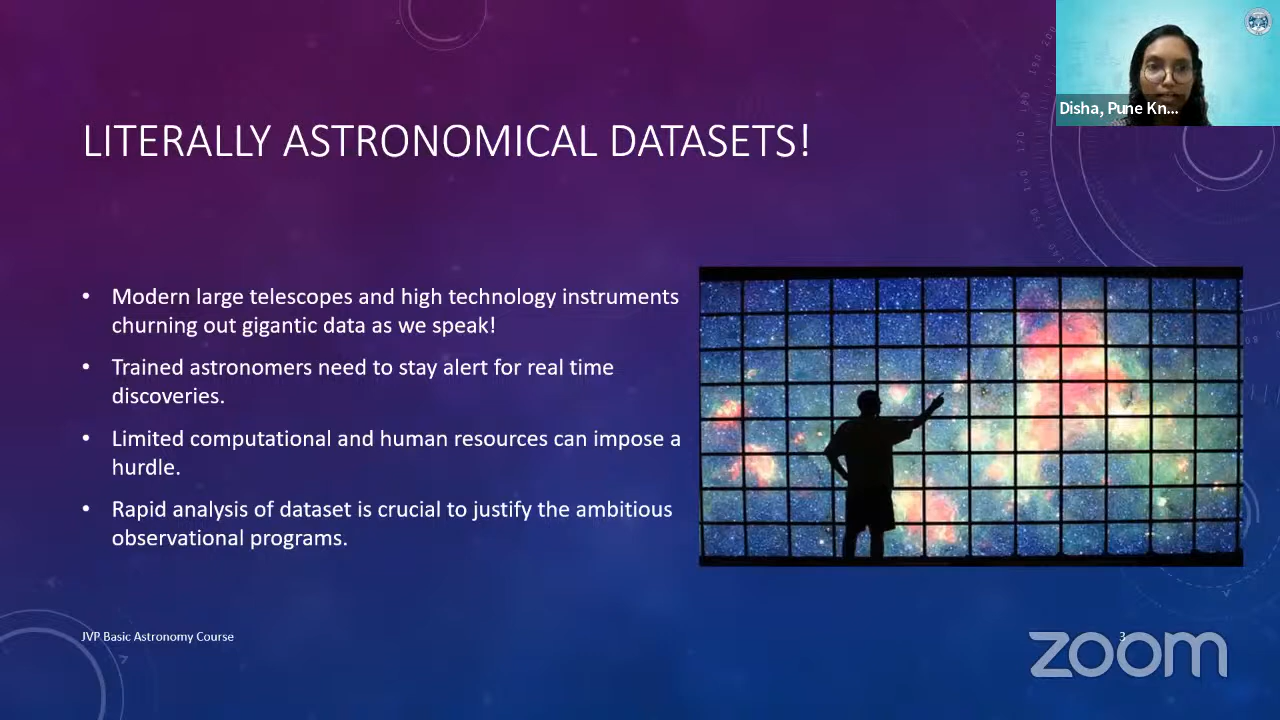 Disha, Pune Kn...
LITERALLY ASTRONOMICAL DATASETS!
• Modern large telescopes and high technology instruments
churning out gigantic data as we speak!
• Trained astronomers need to stay alert for real time
discoveries.
• Limited computational and human resources can impose a
hurdle.
• Rapid analysis of dataset is crucial to justify the ambitious
observational programs.
JVP Basic Astronomy Course
3
zoom